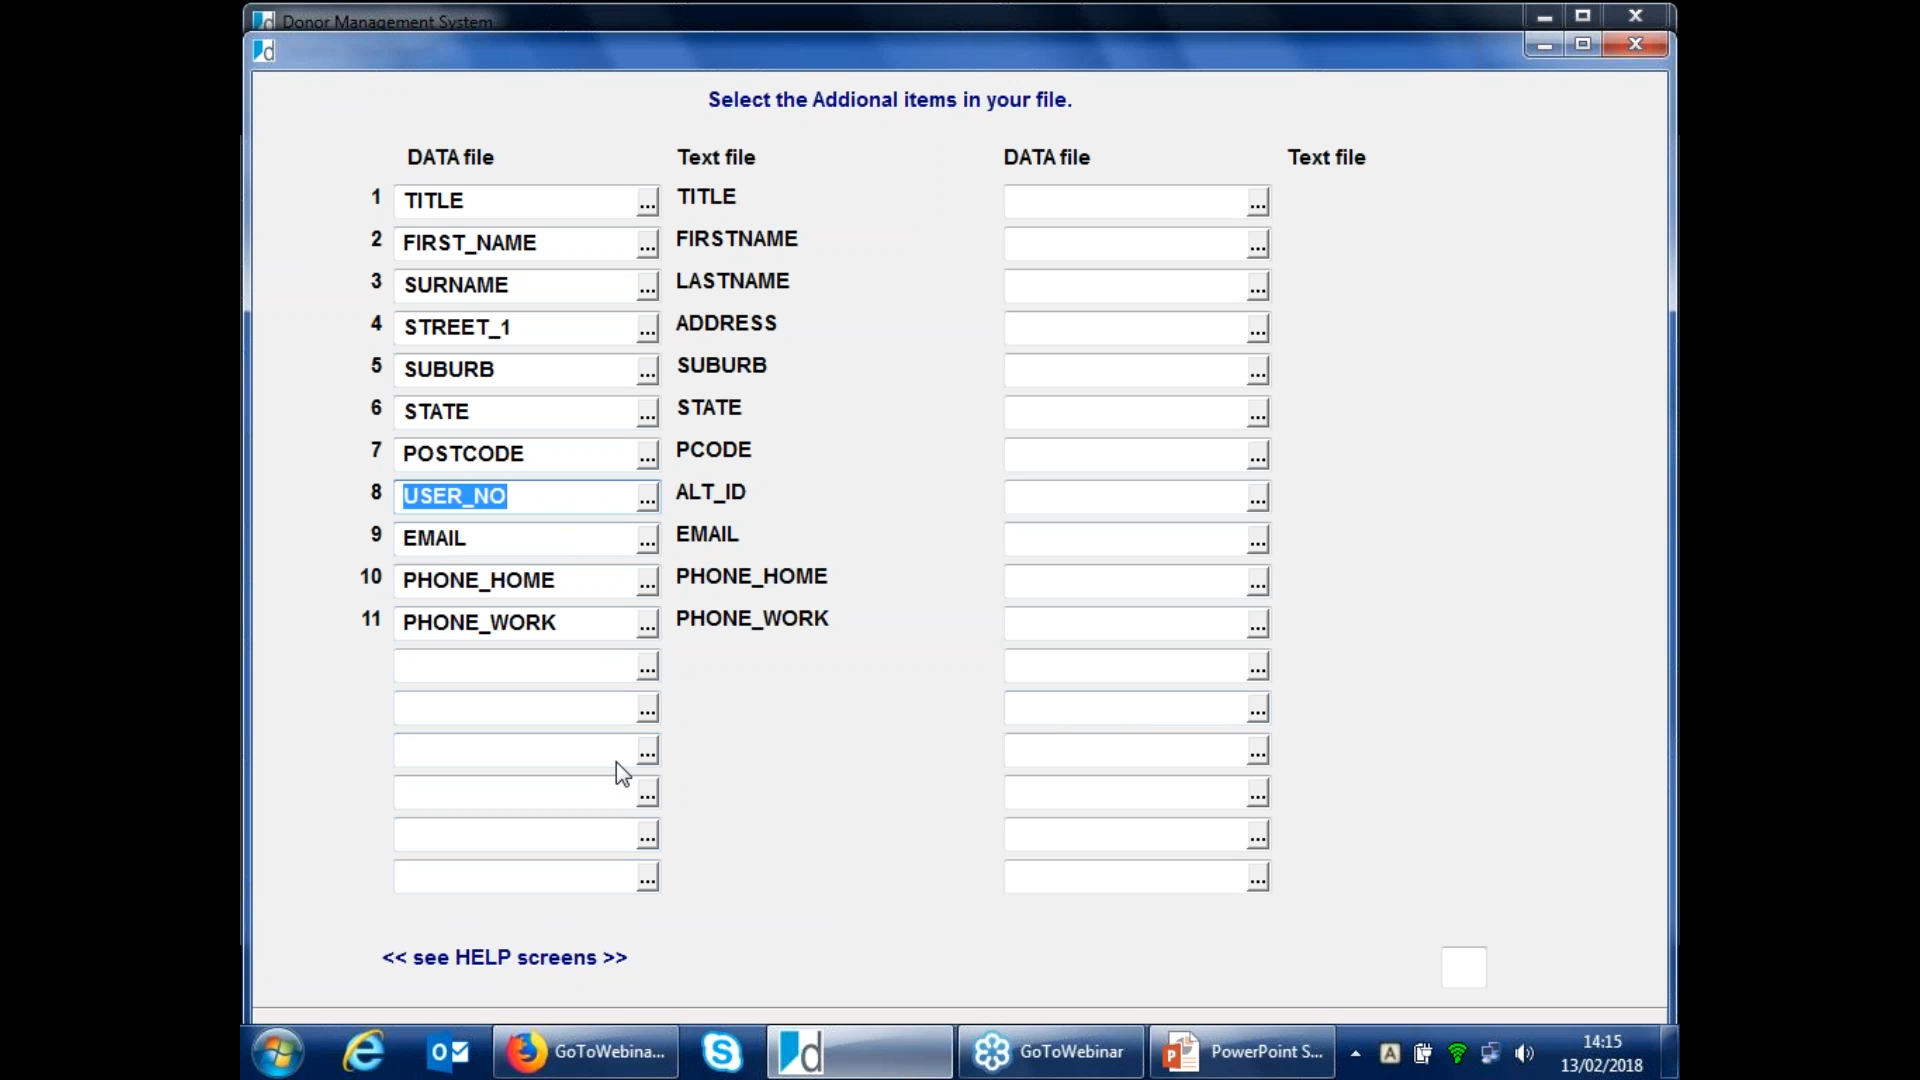 Donor Management System
Select the Addional items in your file.
DATA file Text file DATA file Text file
1 TITLE ... TITLE ...
2 FIRST_NAME ... FIRSTNAME ...
3 SURNAME ... LASTNAME ...
4 STREET_1 ... ADDRESS ...
5 SUBURB ... SUBURB ...
6 STATE ... STATE ...
7 POSTCODE ... PCODE ...
8 USER_NO ... ALT_ID ...
9 EMAIL ... EMAIL ...
10 PHONE_HOME ... PHONE_HOME ...
11 PHONE_WORK ... PHONE_WORK ...
... ...
... ...
... ...
... ...
... ...
... ...
<< see HELP screens >>
GoToWebina... GoToWebinar PowerPoint S... A 14:15
13/02/2018